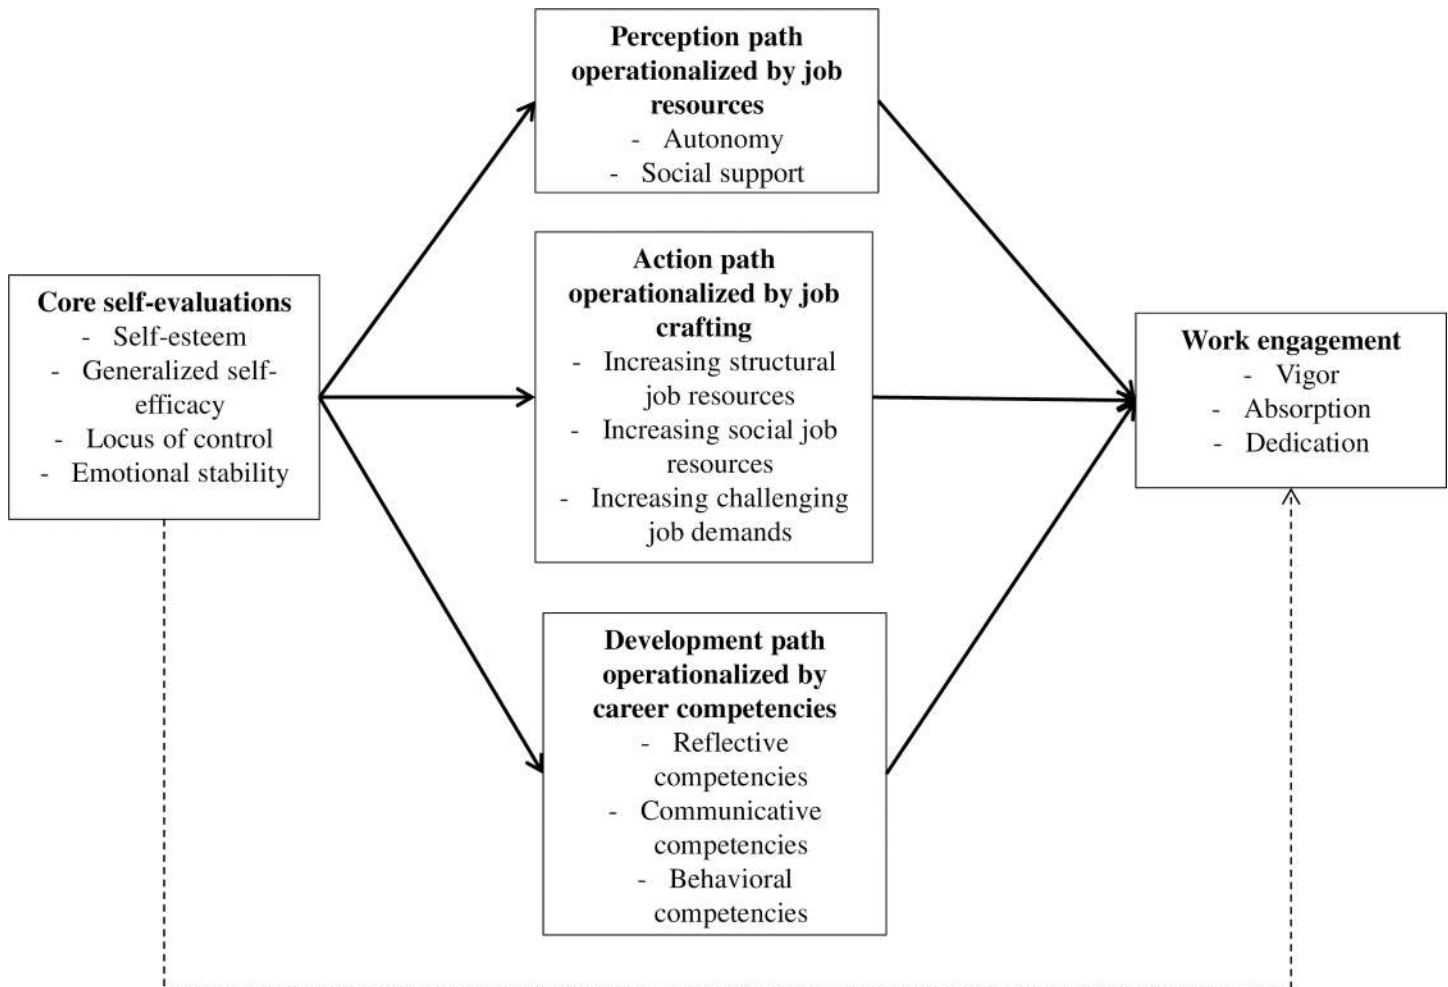 Perception path
operationalized by job
resources
- Autonomy
- Social support
Action path
operationalized by job
crafting
- Increasing structural
job resources
- Increasing social job
resources
- Increasing challenging
job demands
Core self-evaluations
- Self-esteem
- Generalized self-
efficacy
- Locus of control
- Emotional stability
Work engagement
- Vigor
- Absorption
- Dedication
Development path
operationalized by
career competencies
- Reflective
competencies
- Communicative
competencies
- Behavioral
competencies